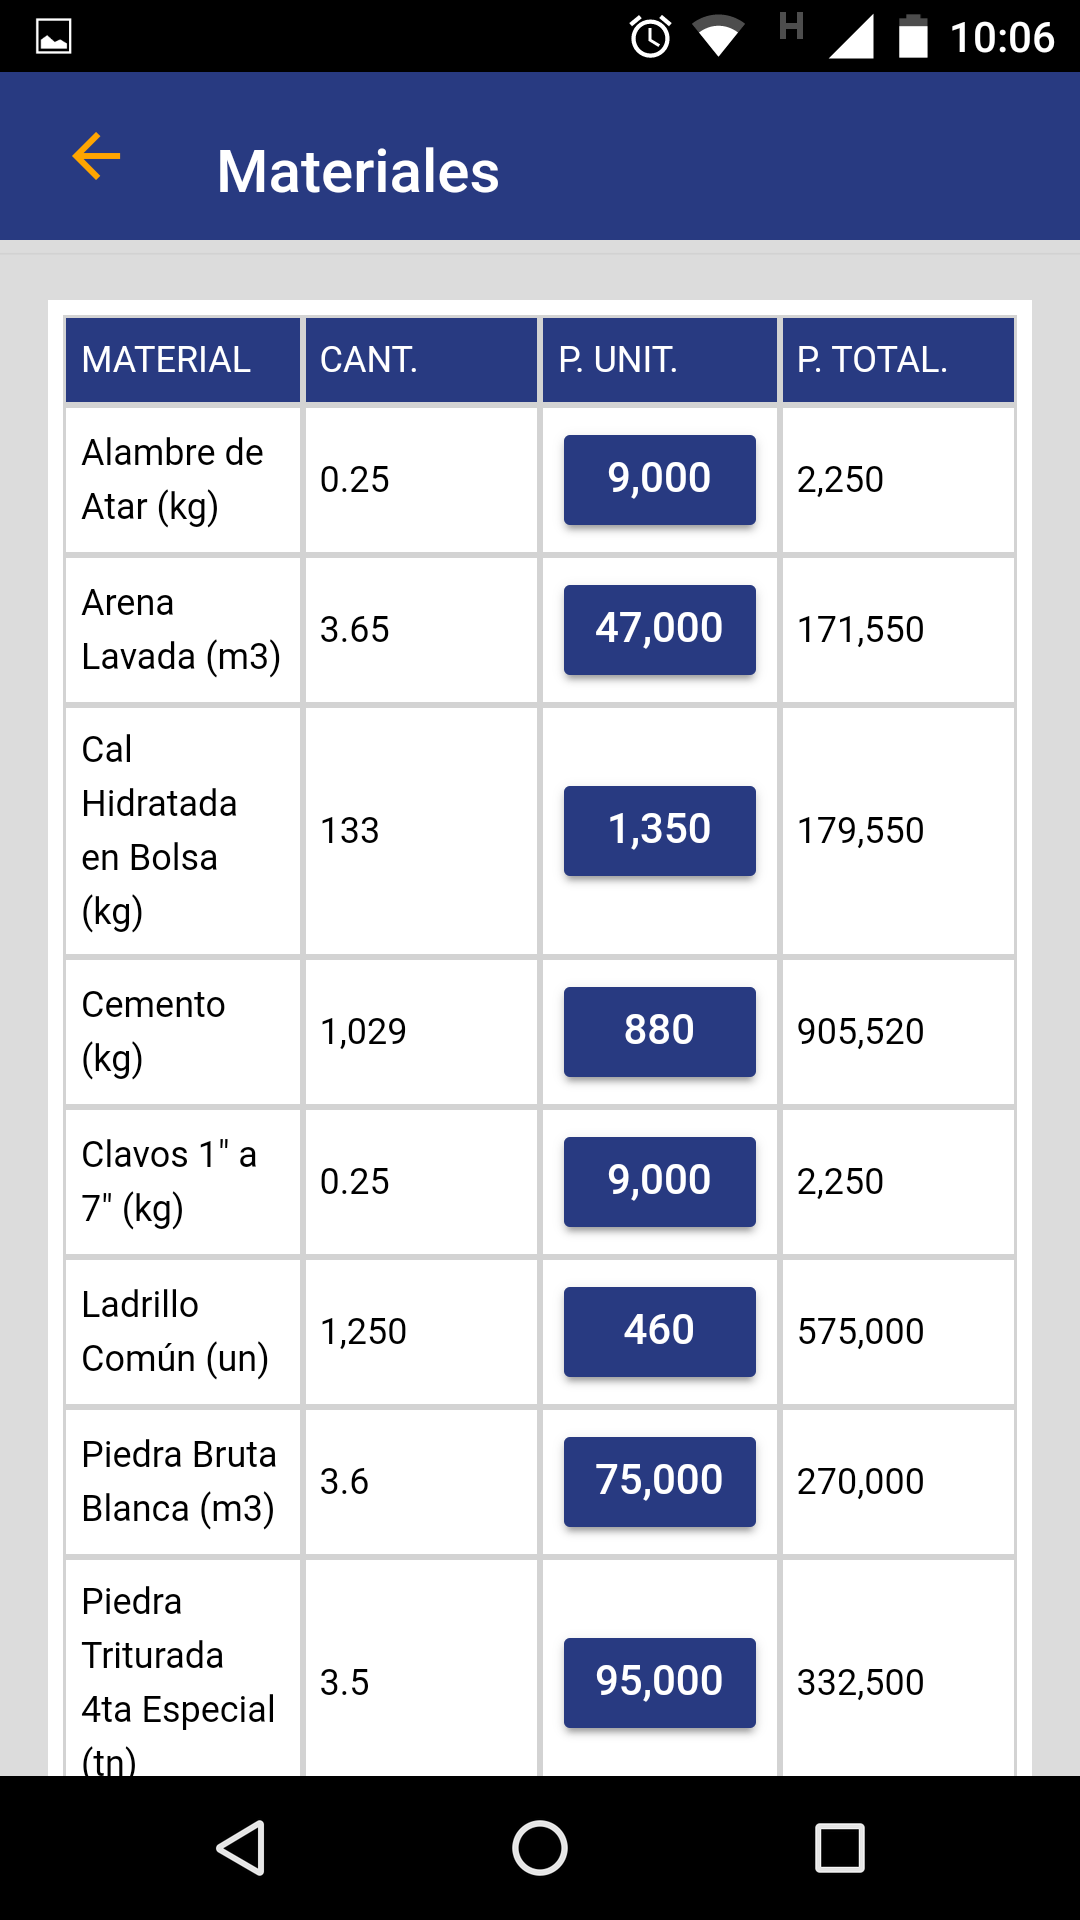 H 10:06
Materiales
MATERIAL CANT. P. UNIT. P. TOTAL.
Alambre de
Atar (kg) 0.25 9,000 2,250
Arena
Lavada (m3) 3.65 47,000 171,550
Cal
Hidratada
en Bolsa
(kg) 133 1,350 179,550
Cemento
(kg) 1,029 880 905,520
Clavos 1" a
7" (kg) 0.25 9,000 2,250
Ladrillo
Común (un) 1,250 460 575,000
Piedra Bruta
Blanca (m3) 3.6 75,000 270,000
Piedra
Triturada
4ta Especial
(tn) 3.5 95,000 332,500